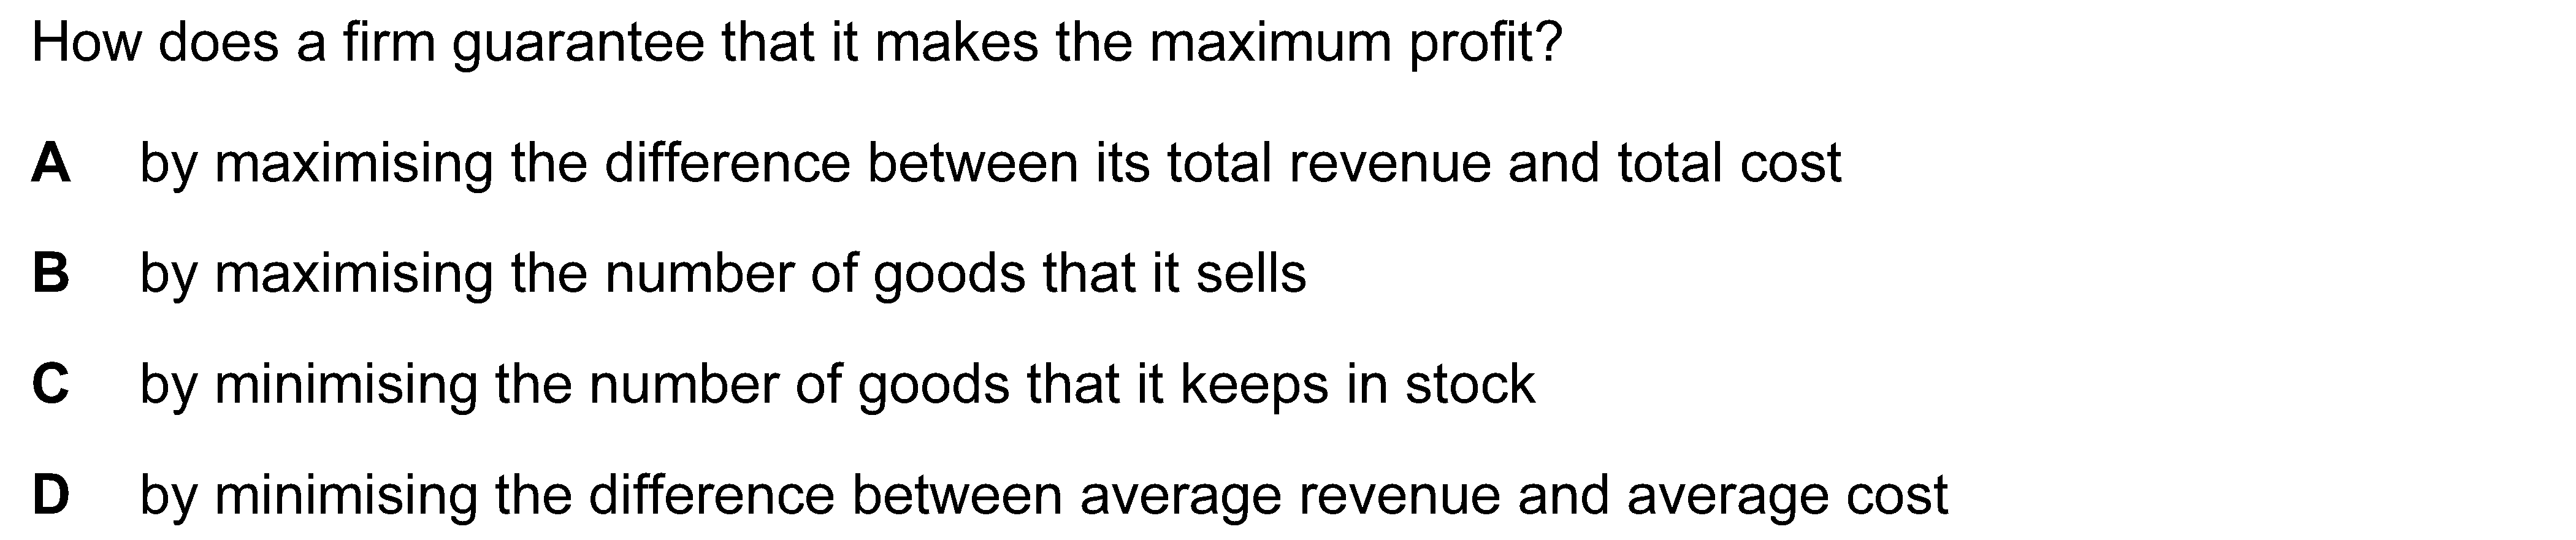 How does a firm guarantee that it makes the maximum profit?
A by maximising the difference between its total revenue and total cost
B by maximising the number of goods that it sells
C by minimising the number of goods that it keeps in stock
D by minimising the difference between average revenue and average cost